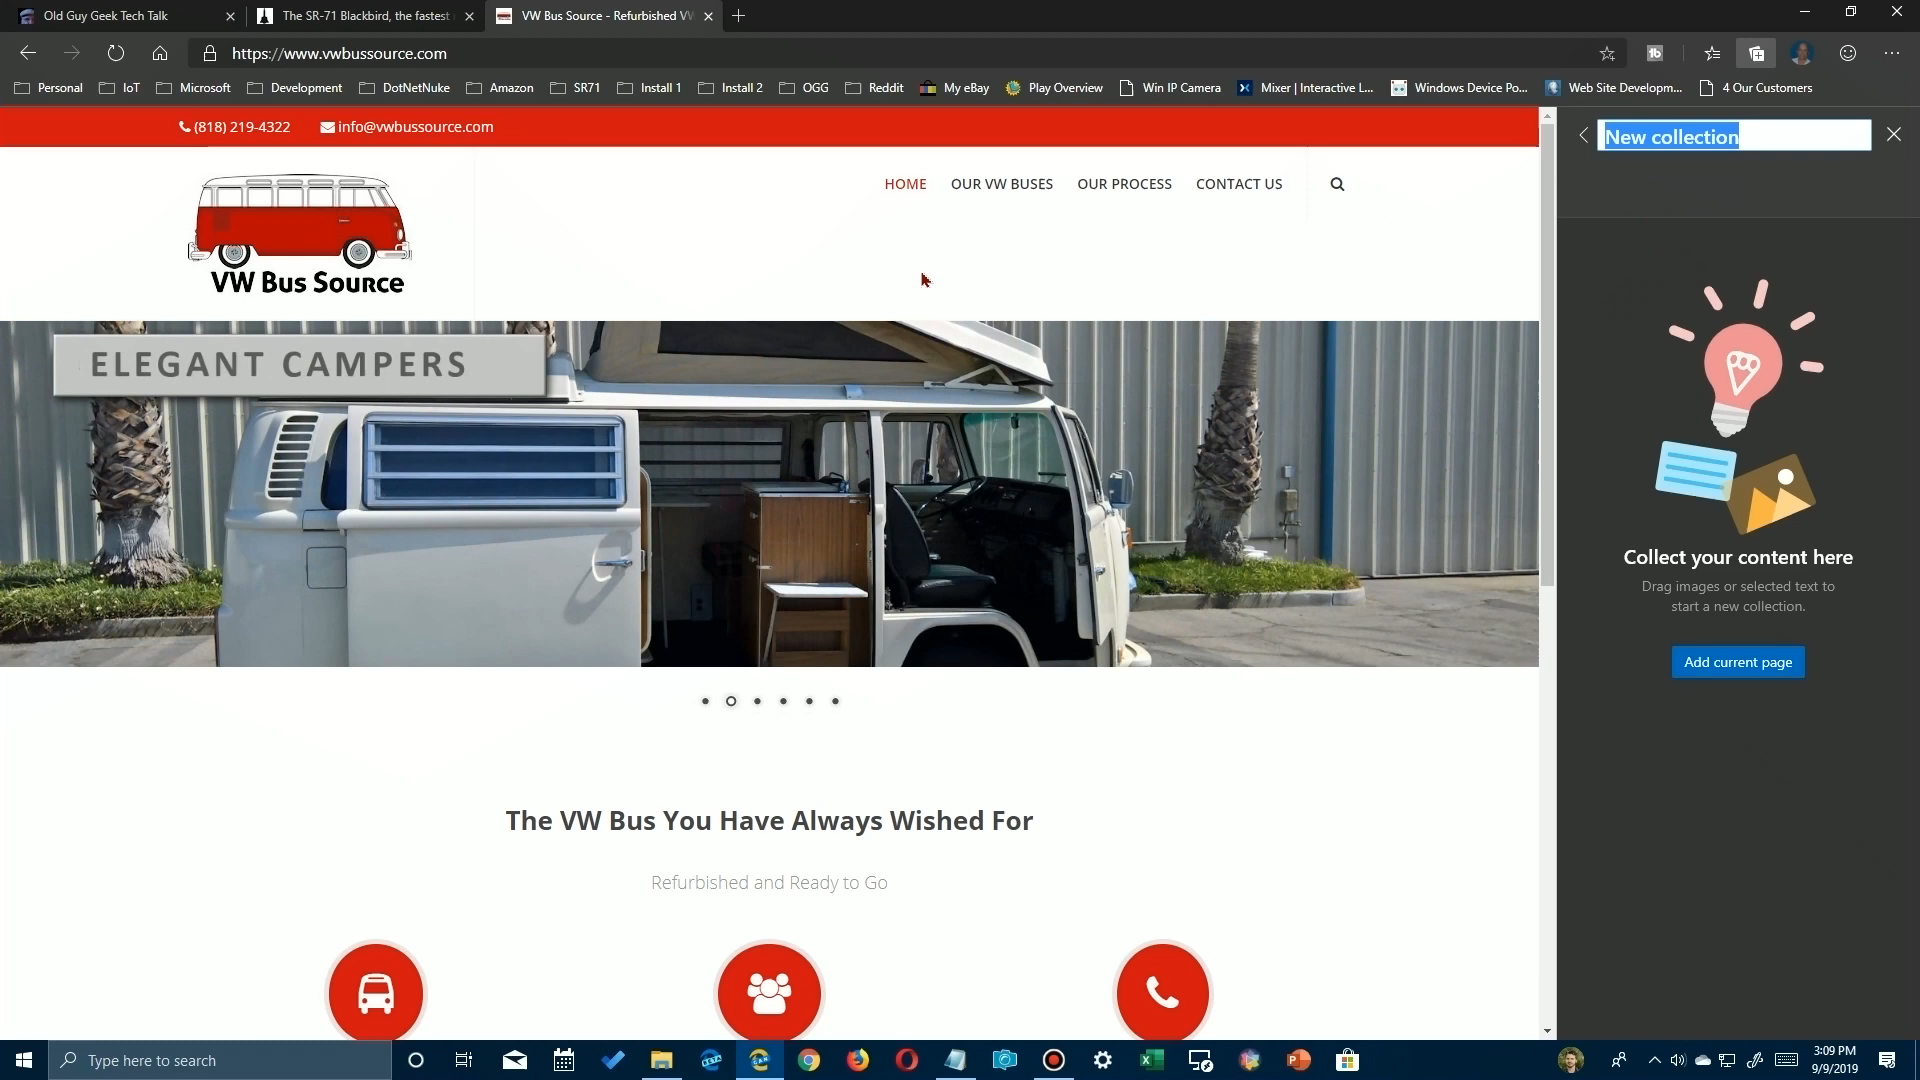 Old Guy Geek Tech Talk
The SR-71 Blackbird, the fastest
VW Bus Source - Refurbished VW
https://www.vwbussource.com
Personal
IoT
Microsoft
Development
DotNetNuke
Amazon
SR71
Install 1
Install 2
OGG
Reddit
My eBay
Play Overview
Win IP Camera
Mixer | Interactive L...
Windows Device Po...
Web Site Developm...
4 Our Customers
(818) 219-4322
info@vwbussource.com
New collection
VW Bus Source
HOME
OUR VW BUSES
OUR PROCESS
CONTACT US
ELEGANT CAMPERS
Collect your content here
Drag images or selected text to
start a new collection.
Add current page
The VW Bus You Have Always Wished For
Refurbished and Ready to Go
Type here to search
BETA
CAN
3:09 PM
9/9/2019